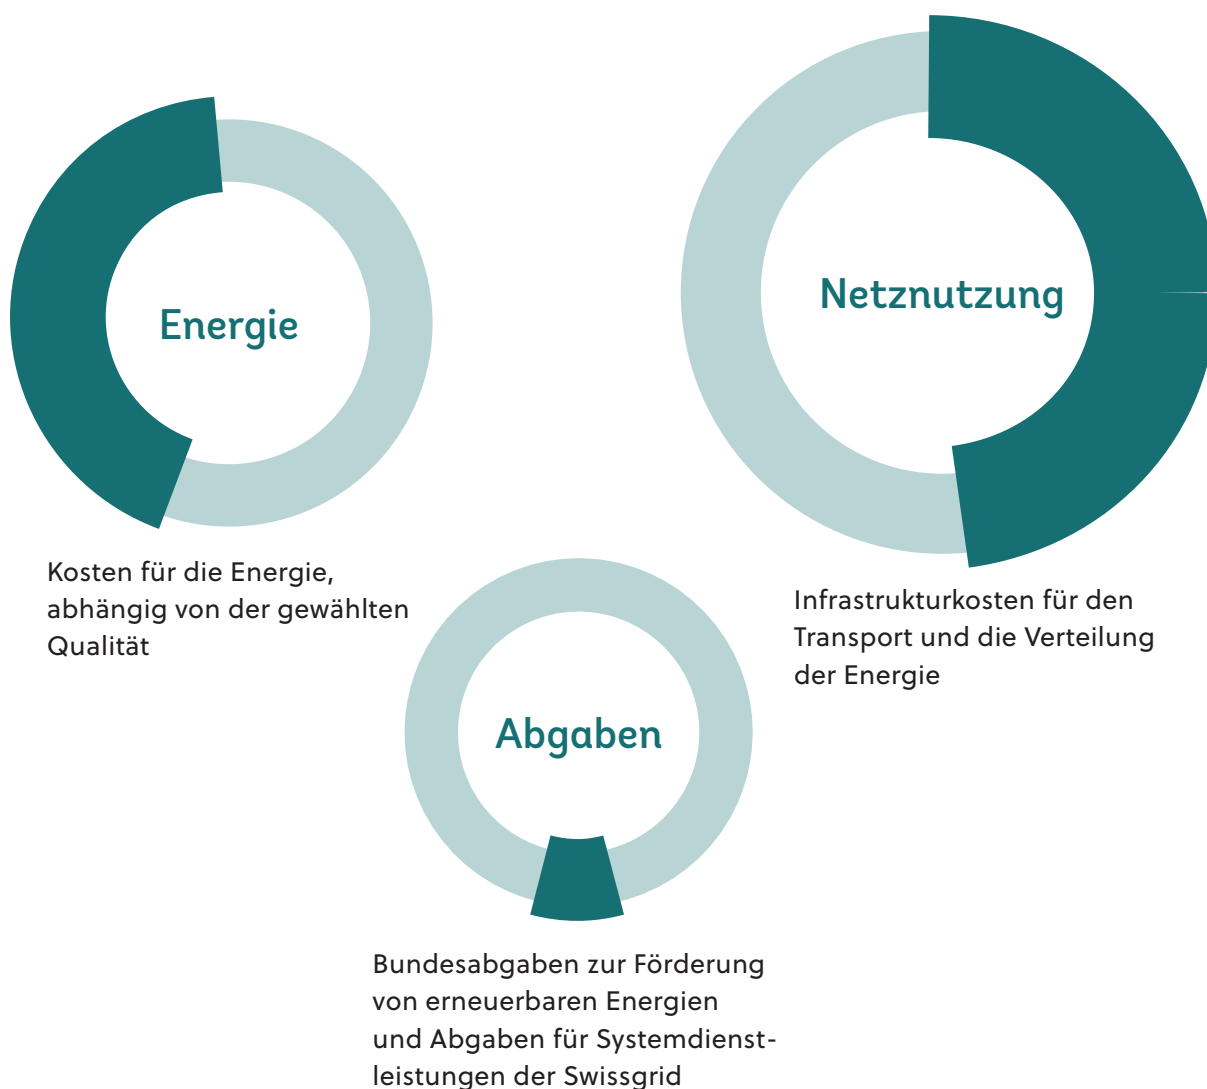 Energie
Kosten für die Energie,
abhängig von der gewählten
Qualität
Netznutzung
Infrastrukturkosten für den
Transport und die Verteilung
der Energie
Abgaben
Bundesabgaben zur Förderung
von erneuerbaren Energien
und Abgaben für Systemdienst-
leistungen der Swissgrid